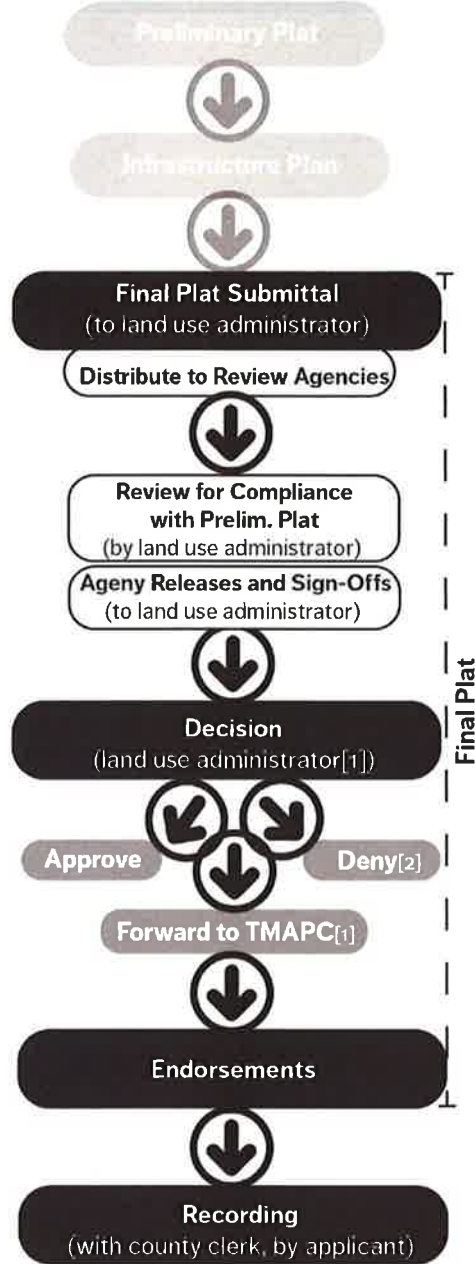 Preliminary Plat
Infrastructure Plan
Final Plat Submittal
(to land use administrator)
Distribute to Review Agencies
Review for Compliance
with Prelim. Plat
(by land use administrator)
Ageny Releases and Sign-Offs
(to land use administrator)
Decision
(land use administrator[1])
Approve
Deny[2]
Forward to TMAPC[1]
Endorsements
Recording
(with county clerk, by applicant)
Final Plat